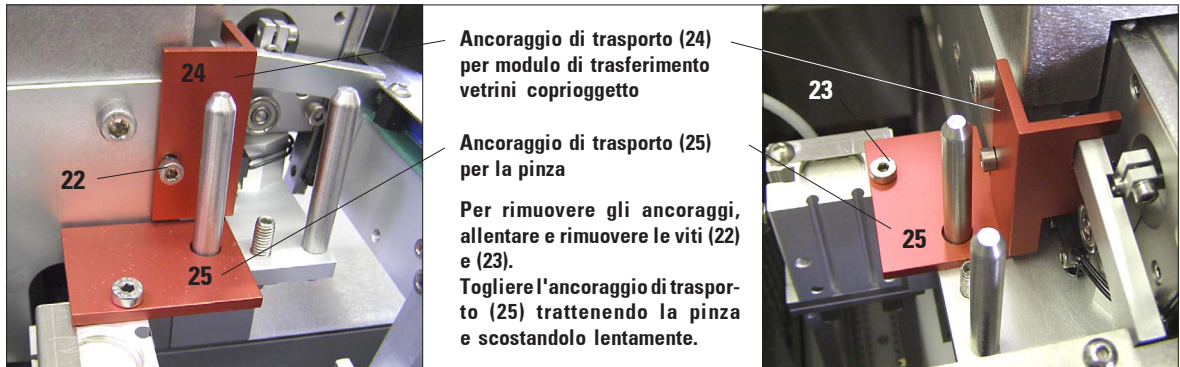 24
22
25
Ancoraggio di trasporto (24)
per modulo di trasferimento
vetrini coprioggetto
Ancoraggio di trasporto (25)
per la pinza
Per rimuovere gli ancoraggi,
allentare e rimuovere le viti (22)
e (23).
Togliere l'ancoraggio di traspor-
to (25) trattenendo la pinza
e scostandolo lentamente.
23
25